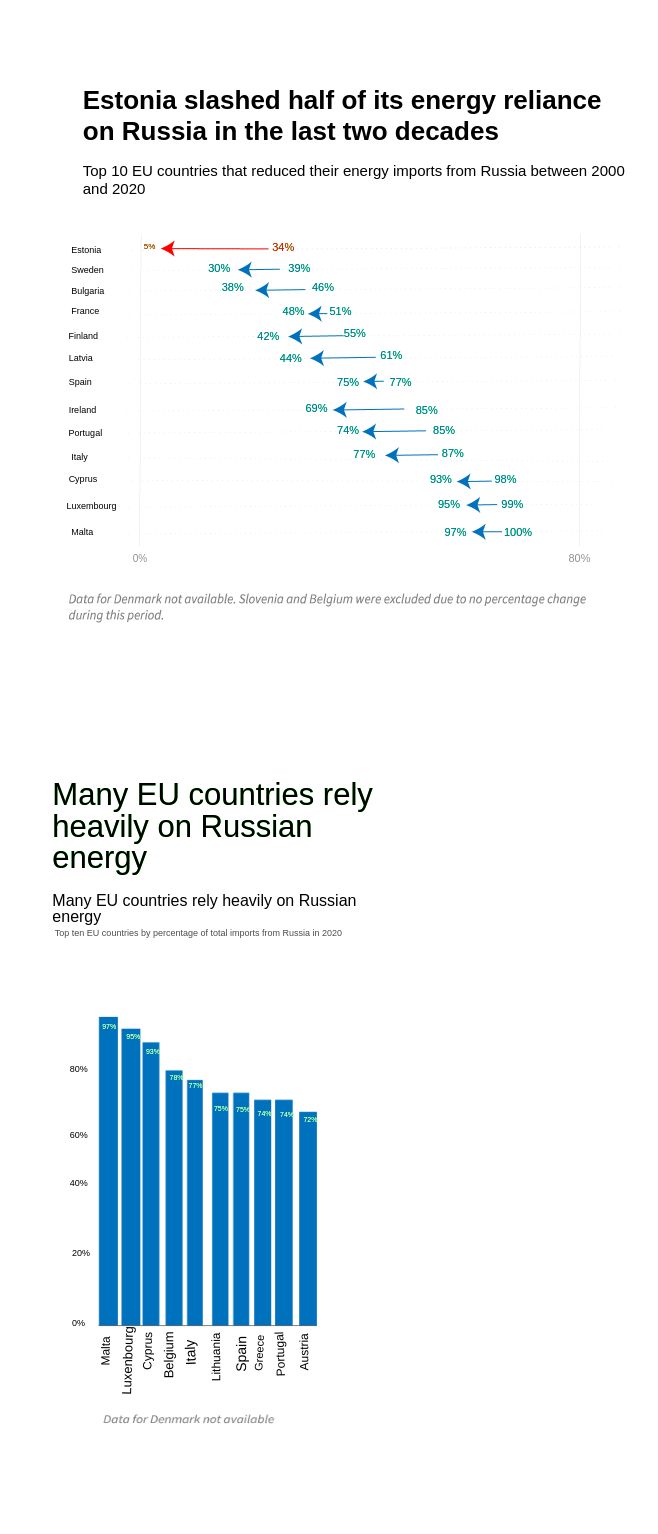 Estonia slashed half of its energy reliance
on Russia in the last two decades
Top 10 EU countries that reduced their energy imports from Russia between 2000
and 2020
Estonia 5% 34%
Sweden 30% 39%
Bulgaria 38% 46%
France 48% 51%
Finland 42% 55%
Latvia 44% 61%
Spain 75% 77%
Ireland 69% 85%
Portugal 74% 85%
Italy 77% 87%
Cyprus 93% 98%
Luxembourg 95% 99%
Malta 97% 100%
0% 80%
Data for Denmark not available. Slovenia and Belgium were excluded due to no percentage change
during this period.
Many EU countries rely
heavily on Russian
energy
Many EU countries rely heavily on Russian
energy
Top ten EU countries by percentage of total imports from Russia in 2020
97% 95% 93% 78% 77% 75% 75% 74% 74% 72%
80%
60%
40%
20%
0%
Malta Luxenbourg Cyprus Belgium Italy Lithuania Spain Greece Portugal Austria
Data for Denmark not available